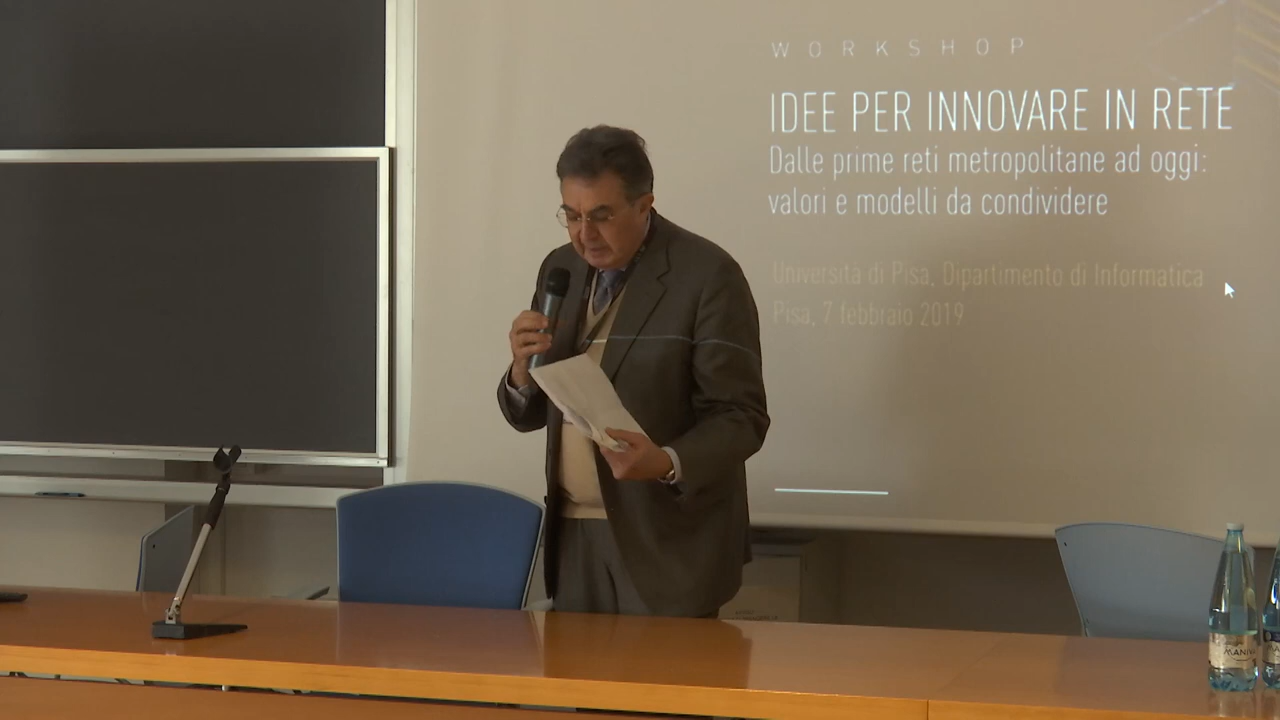 WORKSHOP
IDEE PER INNOVARE IN RETE
Dalle prime reti metropolitane ad oggi:
valori e modelli da condividere
Università di Pisa, Dipartimento di Informatica
Pisa, 7 febbraio 2019